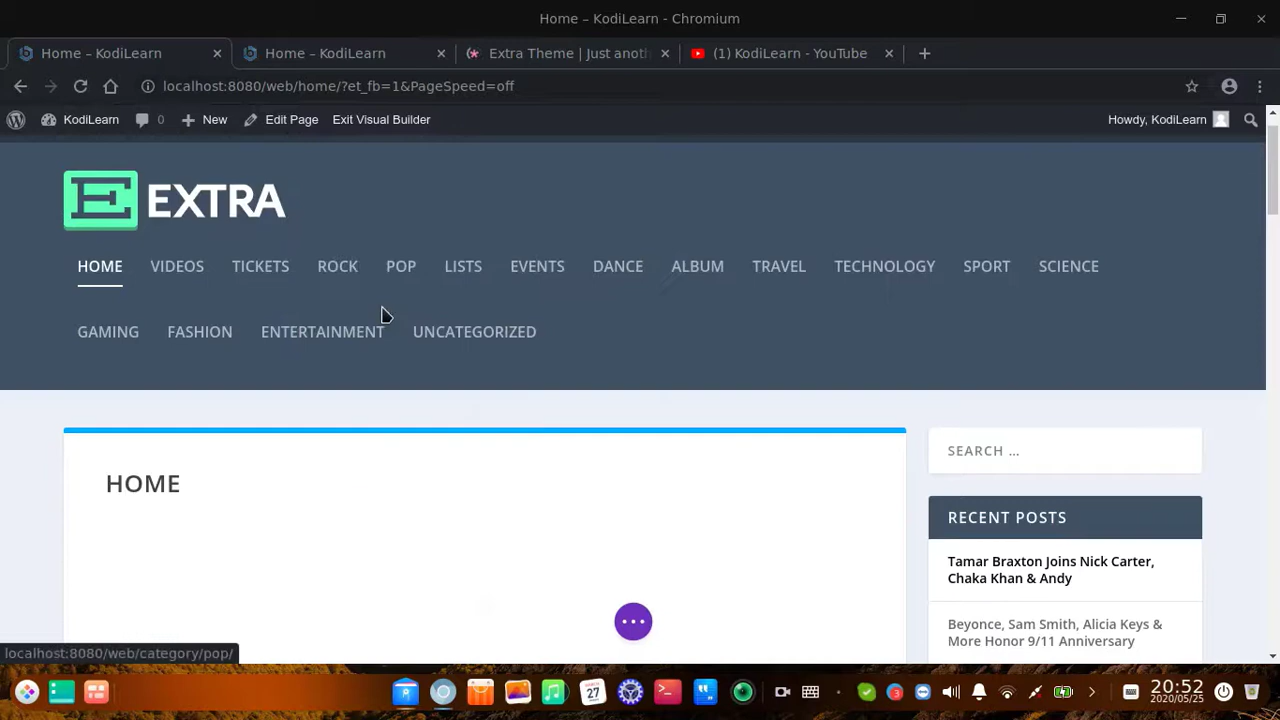 Home – KodiLearn - Chromium
Home – KodiLearn
Home – KodiLearn
Extra Theme | Just anoth
(1) KodiLearn - YouTube
localhost:8080/web/home/?et_fb=1&PageSpeed=off
KodiLearn 0 New Edit Page Exit Visual Builder Howdy, KodiLearn
E EXTRA
HOME VIDEOS TICKETS ROCK POP LISTS EVENTS DANCE ALBUM TRAVEL TECHNOLOGY SPORT SCIENCE
GAMING FASHION ENTERTAINMENT UNCATEGORIZED
HOME
SEARCH …
RECENT POSTS
Tamar Braxton Joins Nick Carter,
Chaka Khan & Andy
Beyonce, Sam Smith, Alicia Keys &
More Honor 9/11 Anniversary
localhost:8080/web/category/pop/
27
3
20:52
2020/05/25